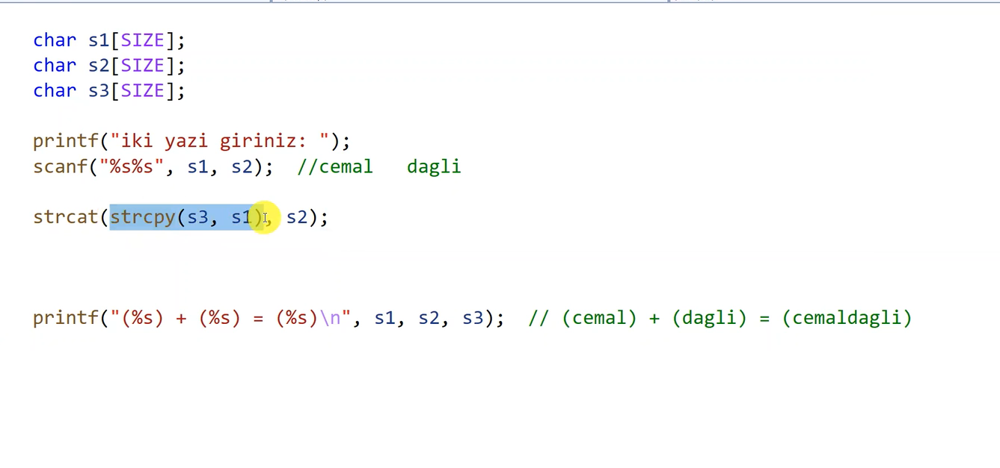 char s1[SIZE];
char s2[SIZE];
char s3[SIZE];
printf("iki yazi giriniz: ");
scanf("%s%s", s1, s2);  //cemal   dagli
strcat(strcpy(s3, s1), s2);
printf("(%s) + (%s) = (%s)\n", s1, s2, s3);  // (cemal) + (dagli) = (cemaldagli)